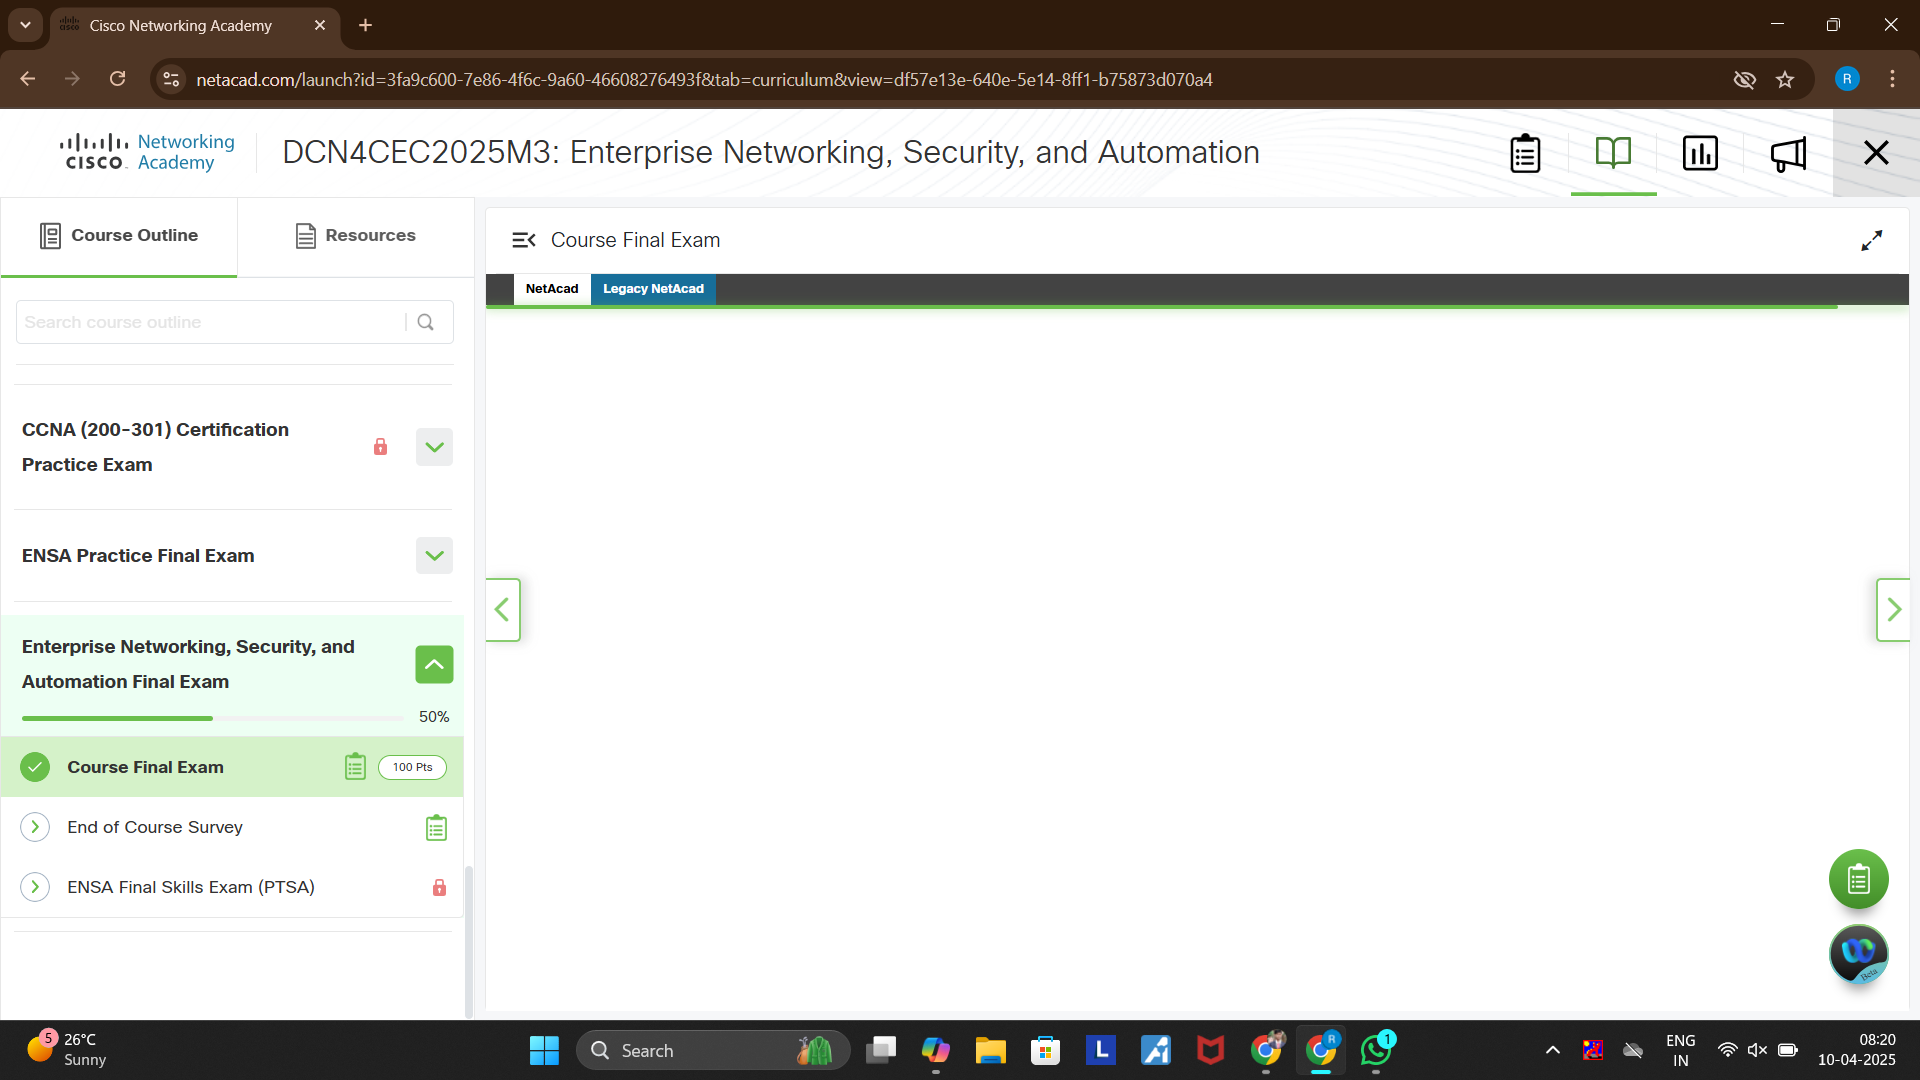 Cisco Networking Academy
netacad.com/launch?id=3fa9c600-7e86-4f6c-9a60-46608276493f&tab=curriculum&view=df57e13e-640e-5e14-8ff1-b75873d070a4
R
CISCO
Networking
Academy
DCN4CEC2025M3: Enterprise Networking, Security, and Automation
Course Outline
Resources
Search course outline
CCNA (200-301) Certification
Practice Exam
ENSA Practice Final Exam
Enterprise Networking, Security, and
Automation Final Exam
50%
Course Final Exam
100 Pts
End of Course Survey
ENSA Final Skills Exam (PTSA)
Course Final Exam
NetAcad
Legacy NetAcad
Beta
5
26°C
Sunny
Search
L
R
1
ENG
IN
08:20
10-04-2025